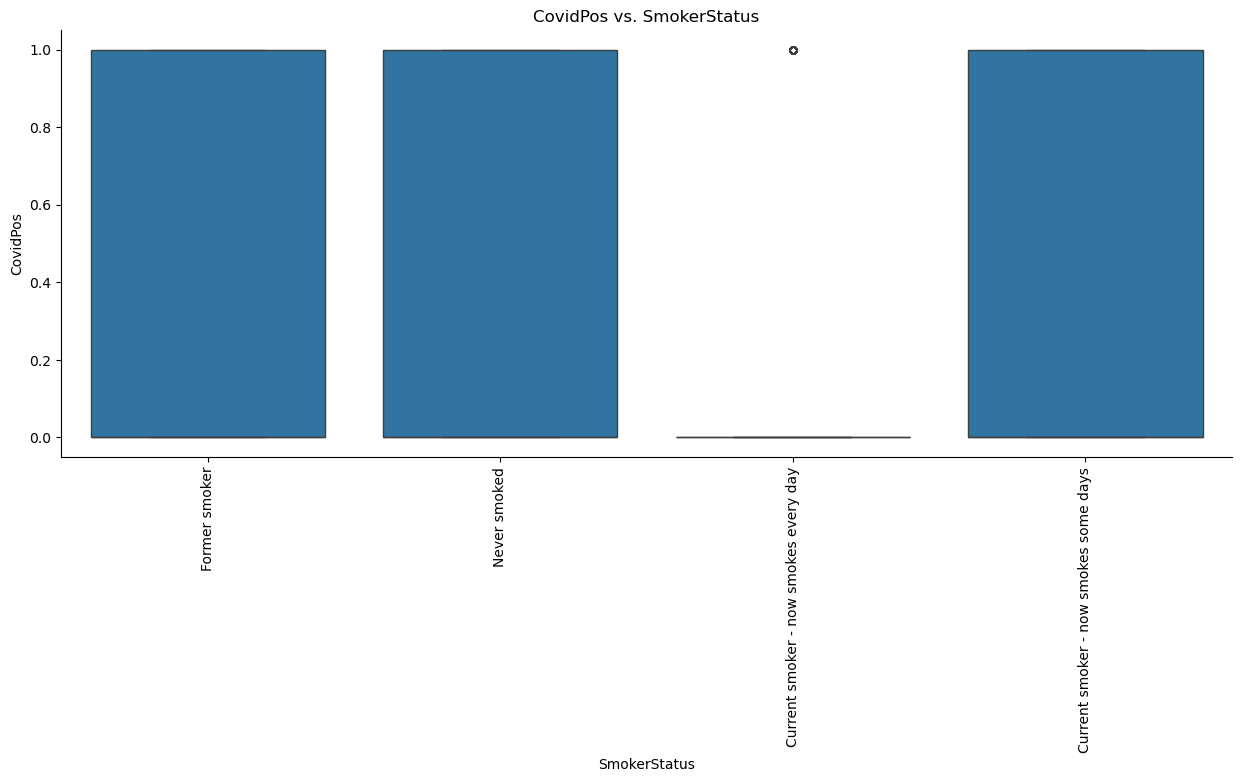 CovidPos vs. SmokerStatus
1.0
0.8
0.6
0.4
0.2
0.0
CovidPos
Former smoker
Never smoked
Current smoker - now smokes every day
Current smoker - now smokes some days
SmokerStatus